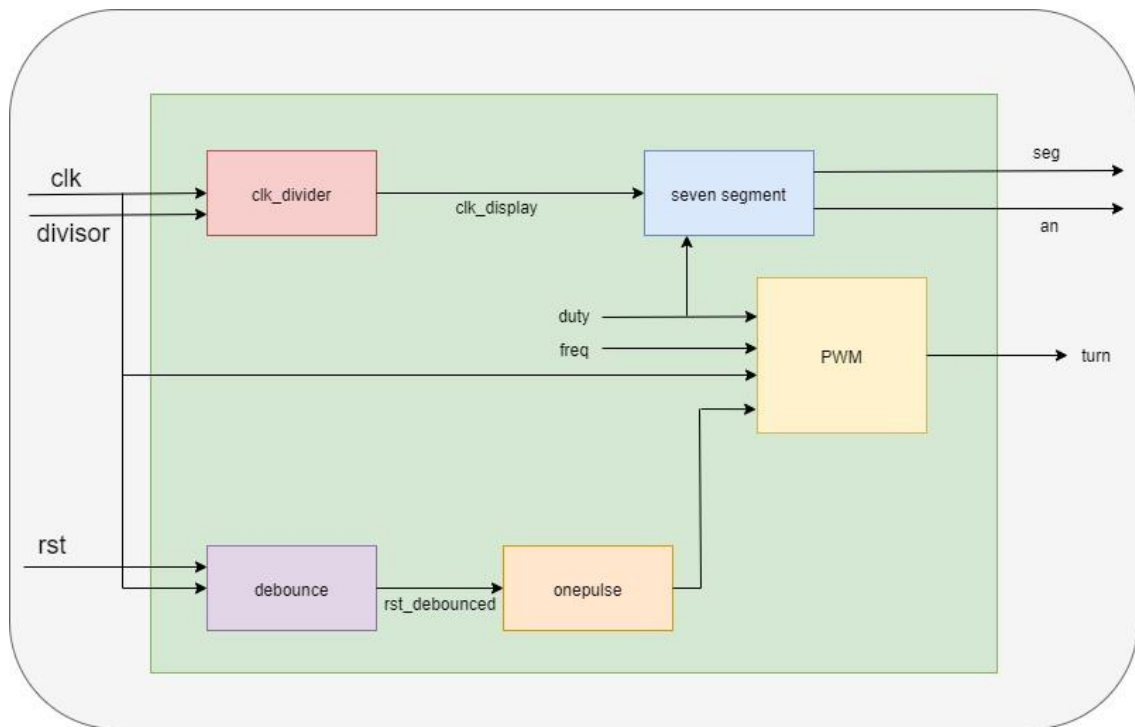 seg
clk
clk_divider
seven segment
clk_display
divisor
an
duty
freq
PWM
turn
rst
debounce
onepulse
rst_debounced